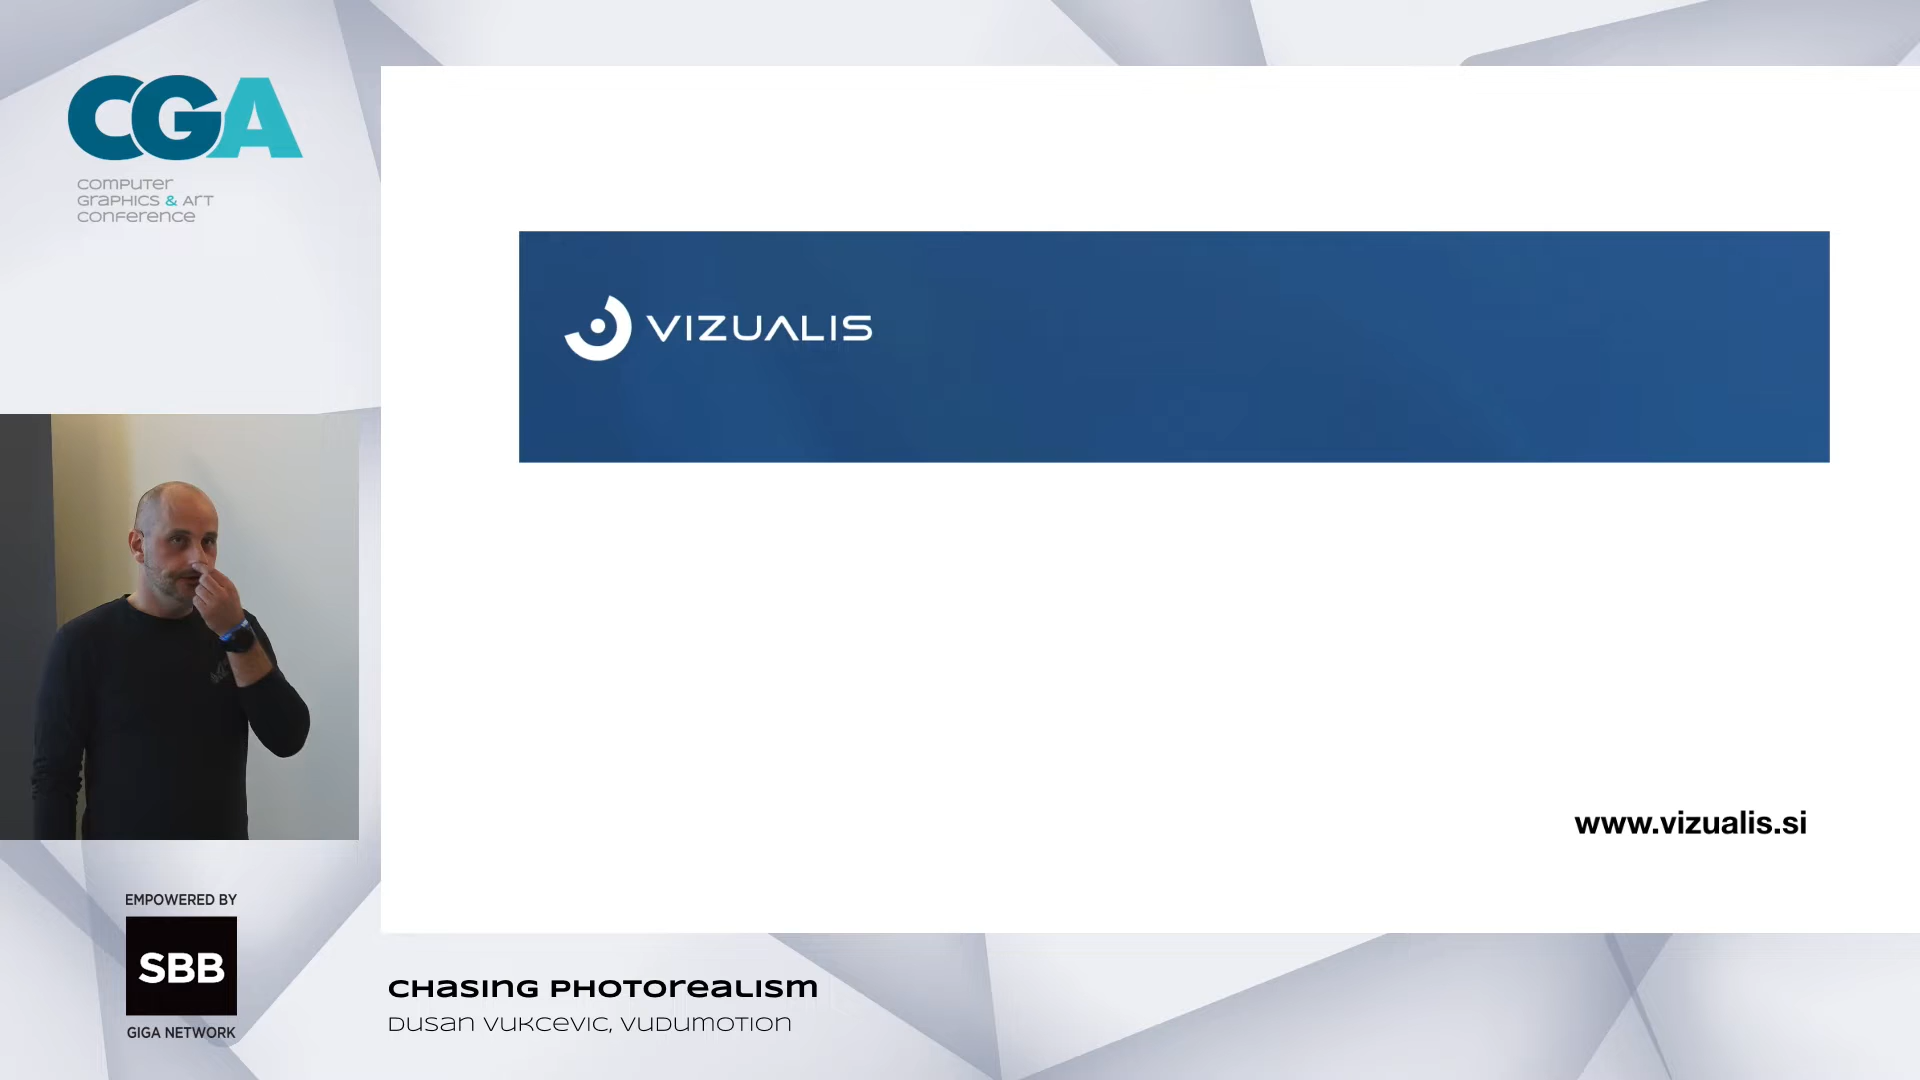 CGA
COMPUTER
GRAPHICS & ART
CONFERENCE
VIZUALIS
www.vizualis.si
EMPOWERED BY
SBB
GIGA NETWORK
CHASING PHOTOREALISM
DUSAN VUKCEVIC, VUDUMOTION